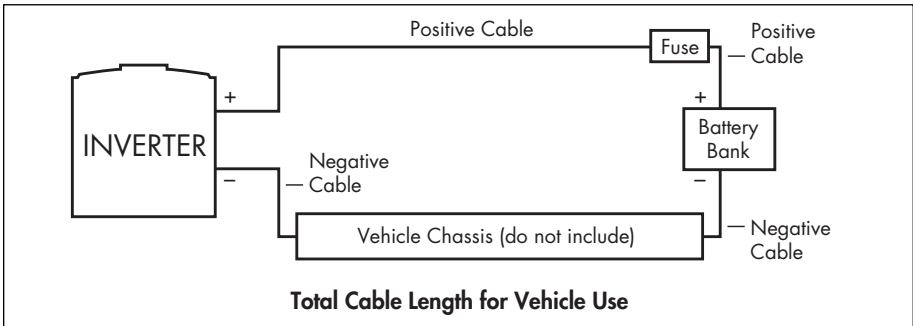 Positive Cable
Fuse
Positive
Cable
+
+
INVERTER
Battery
Bank
–
–
Negative
Cable
Vehicle Chassis (do not include)
Negative
Cable
Total Cable Length for Vehicle Use